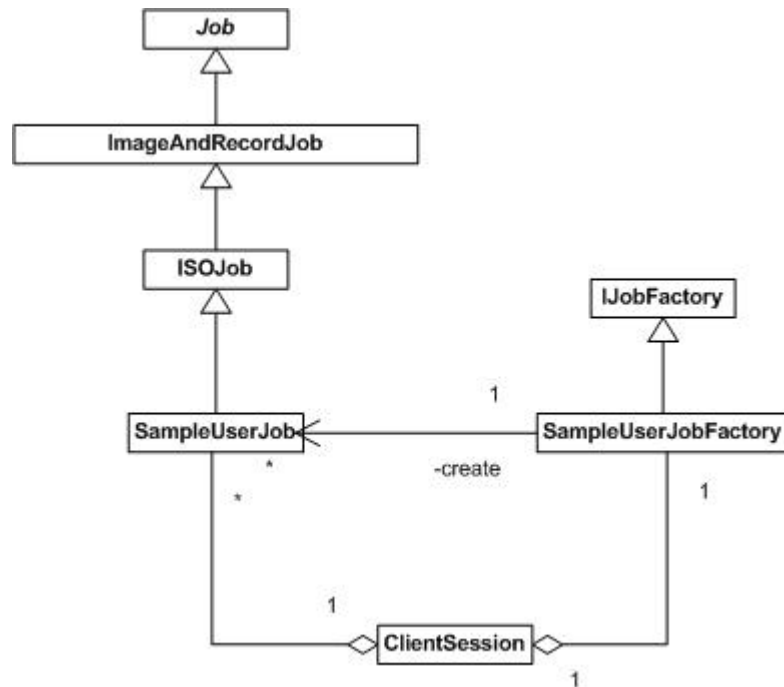 Job
ImageAndRecordJob
ISOJob
IJobFactory
1
SampleUserJob
SampleUserJobFactory
*
-create
*
1
1
ClientSession
1